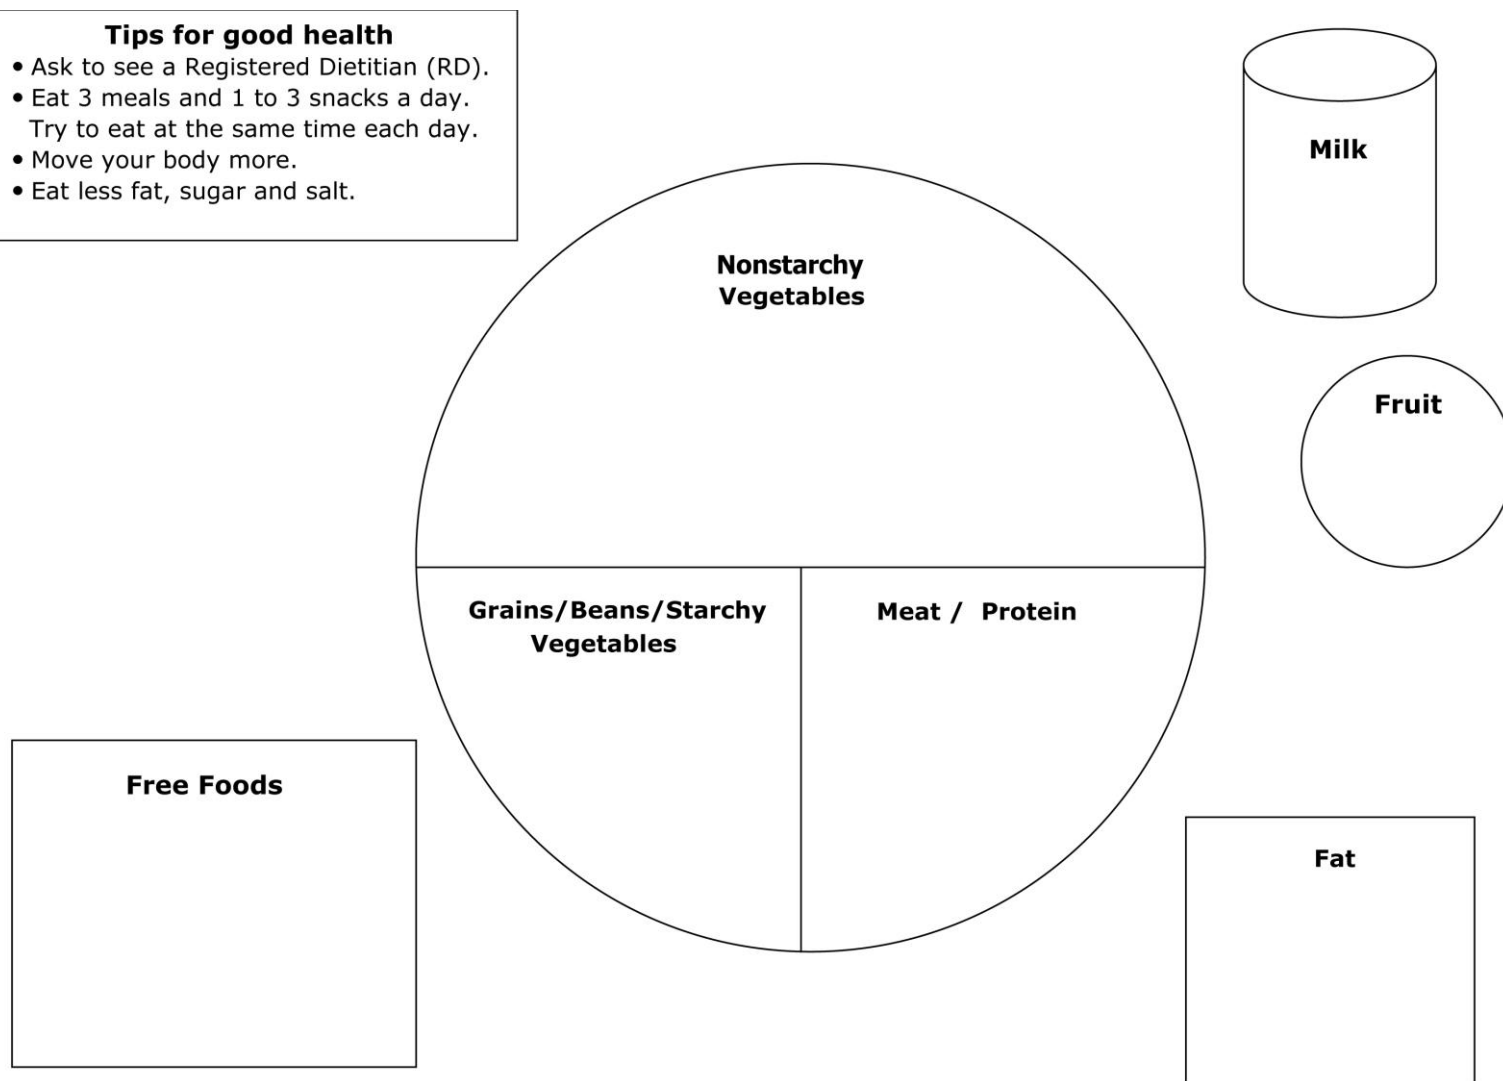 Tips for good health
• Ask to see a Registered Dietitian (RD).
• Eat 3 meals and 1 to 3 snacks a day.
Try to eat at the same time each day.
• Move your body more.
• Eat less fat, sugar and salt.
Milk
Nonstarchy
Vegetables
Fruit
Grains/Beans/Starchy
Vegetables
Meat / Protein
Free Foods
Fat